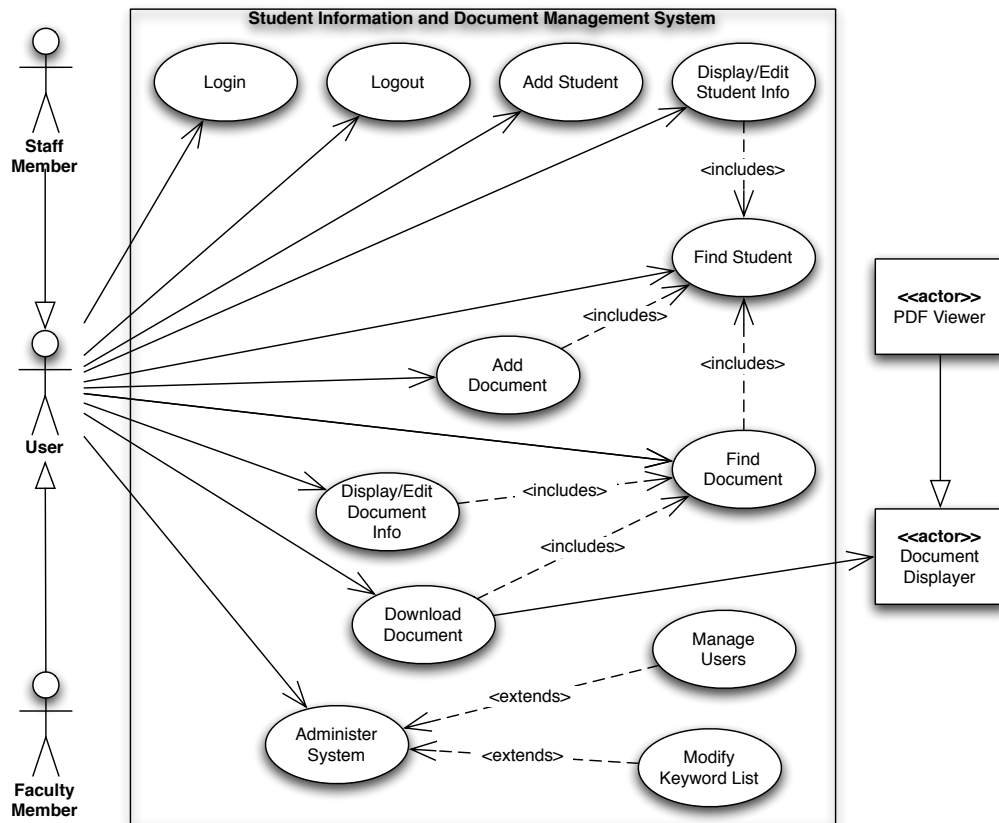 Student Information and Document Management System
Login
Logout
Add Student
Display/Edit
Student Info
Staff
Member
<includes>
Find Student
<<actor>>
PDF Viewer
<includes>
Add
Document
<includes>
User
Find
Document
Display/Edit
Document
Info
<includes>
<includes>
<<actor>>
Document
Displayer
Download
Document
Manage
Users
<extends>
Administer
System
<extends>
Modify
Keyword List
Faculty
Member